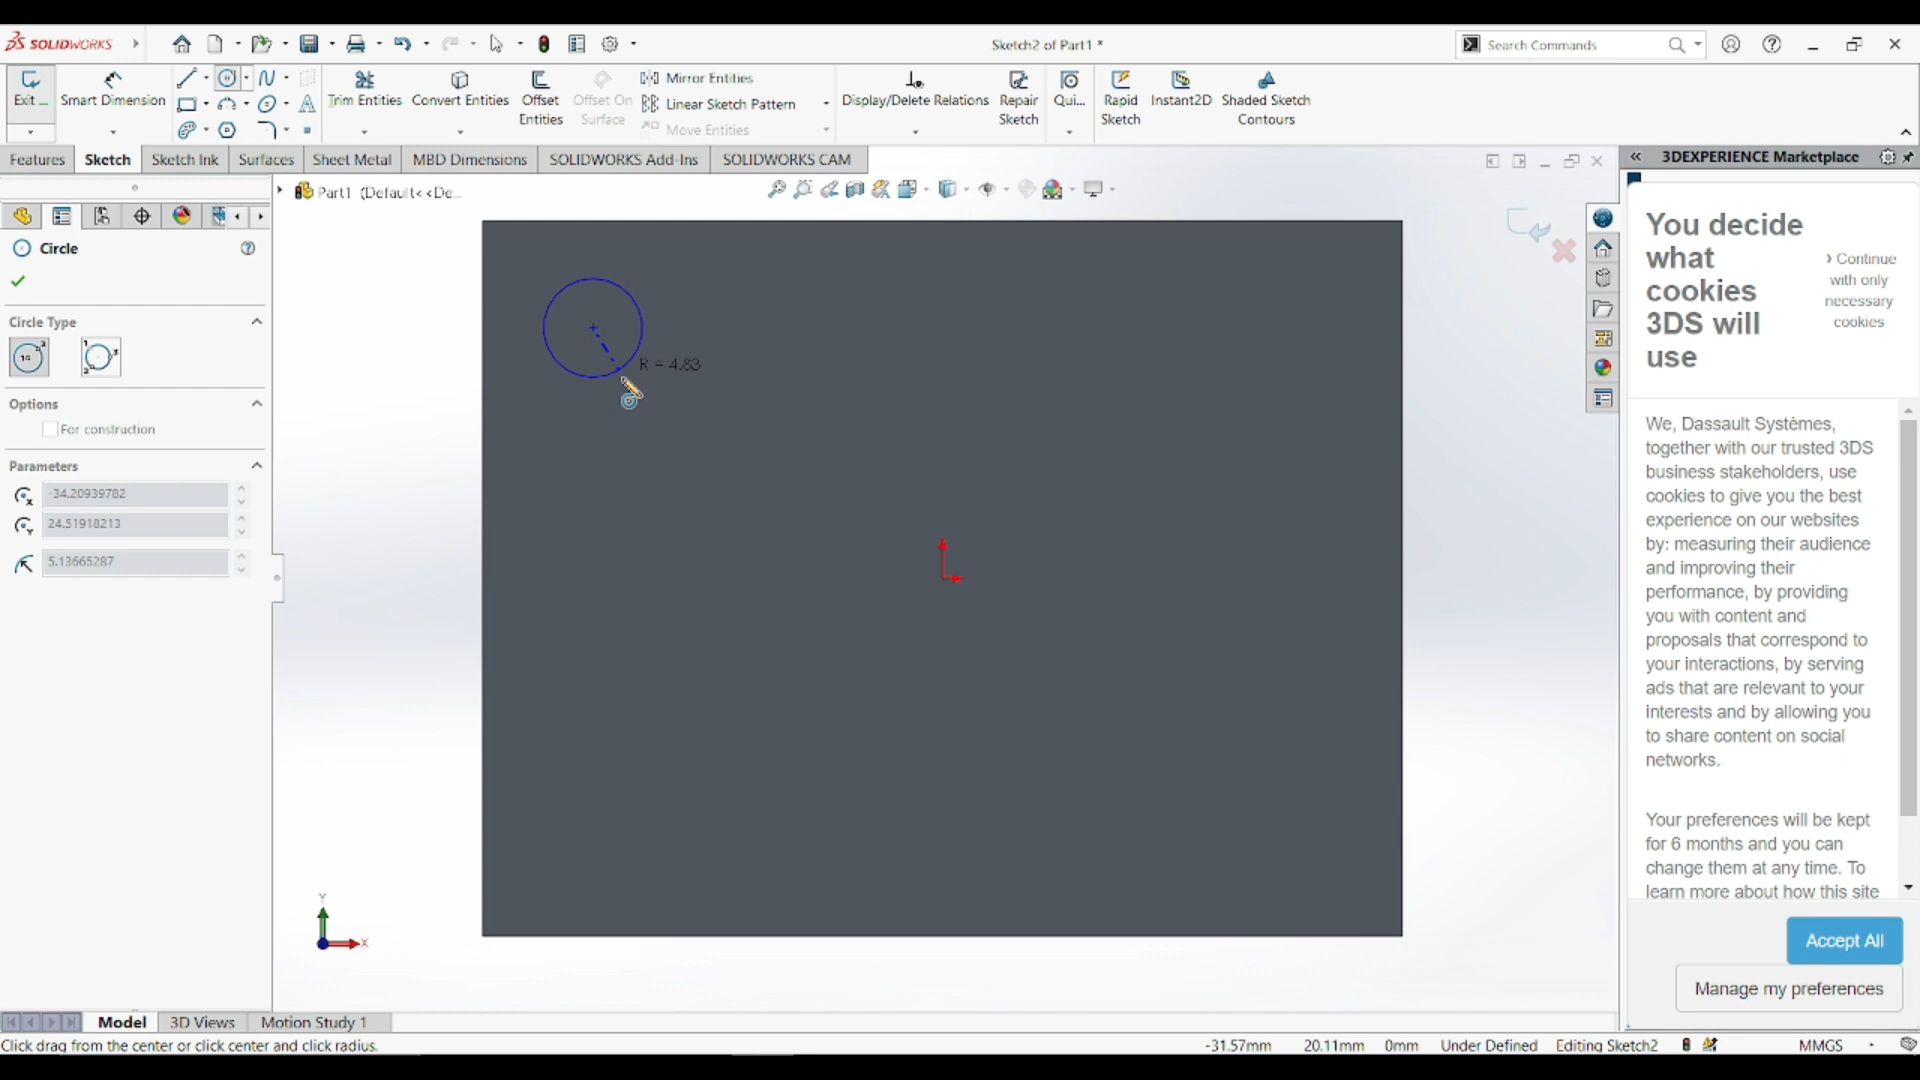 SOLIDWORKS
Sketch2 of Part1 *
Search Commands
Exit ...
Smart Dimension
Trim Entities
Convert Entities
Offset
Entities
Offset On
Surface
Mirror Entities
Linear Sketch Pattern
Move Entities
Display/Delete Relations
Repair
Sketch
Qui...
Rapid
Sketch
Instant2D
Shaded Sketch
Contours
Features
Sketch
Sketch Ink
Surfaces
Sheet Metal
MBD Dimensions
SOLIDWORKS Add-Ins
SOLIDWORKS CAM
3DEXPERIENCE Marketplace
Part1 (Default<<De...
Circle
Circle Type
Options
For construction
Parameters
-34.20939782
24.51918213
5.13665287
R = 4.83
Y
X
You decide
what
cookies
3DS will
use
› Continue
with only
necessary
cookies
We, Dassault Systèmes,
together with our trusted 3DS
business stakeholders, use
cookies to give you the best
experience on our websites
by: measuring their audience
and improving their
performance, by providing
you with content and
proposals that correspond to
your interactions, by serving
ads that are relevant to your
interests and by allowing you
to share content on social
networks.
Your preferences will be kept
for 6 months and you can
change them at any time. To
learn more about how this site
Accept All
Manage my preferences
Model
3D Views
Motion Study 1
Click drag from the center or click center and click radius.
-31.57mm
20.11mm
0mm
Under Defined
Editing Sketch2
MMGS